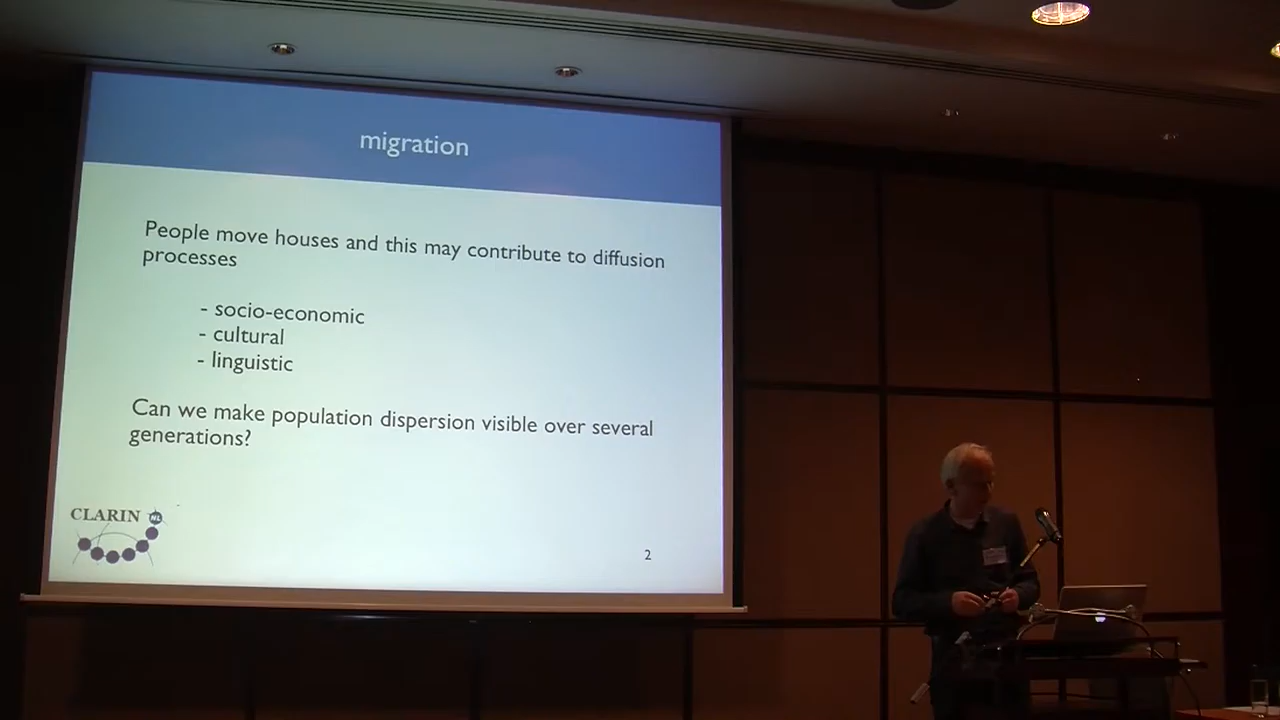 migration
People move houses and this may contribute to diffusion
processes
- socio-economic
- cultural
- linguistic
Can we make population dispersion visible over several
generations?
CLARIN NL
2